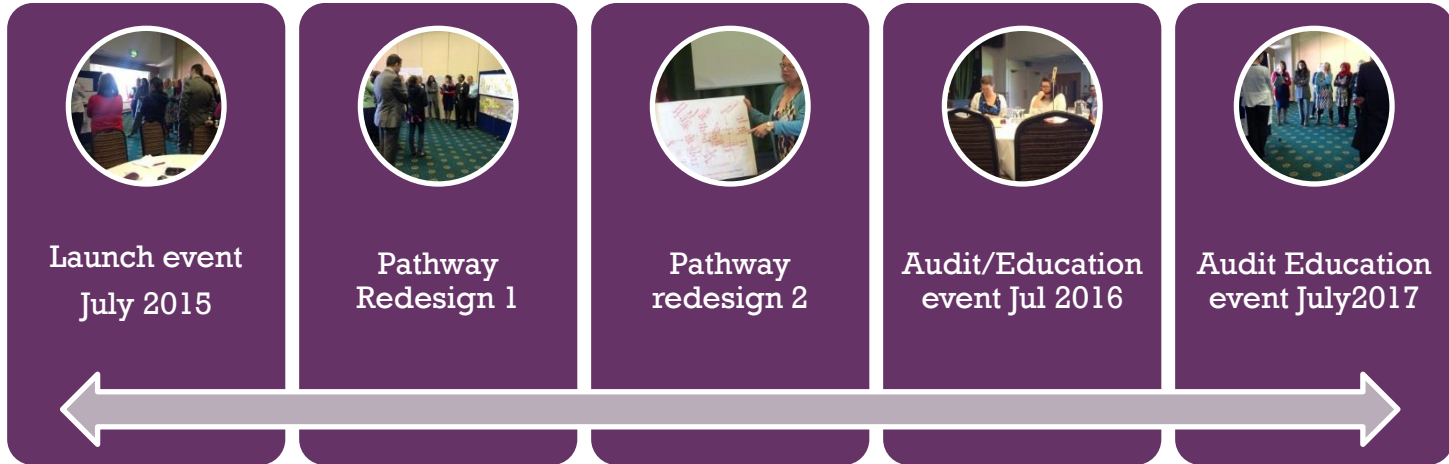 Launch event
July 2015
Pathway
Redesign 1
Pathway
redesign 2
Audit/Education
event Jul 2016
Audit Education
event July2017